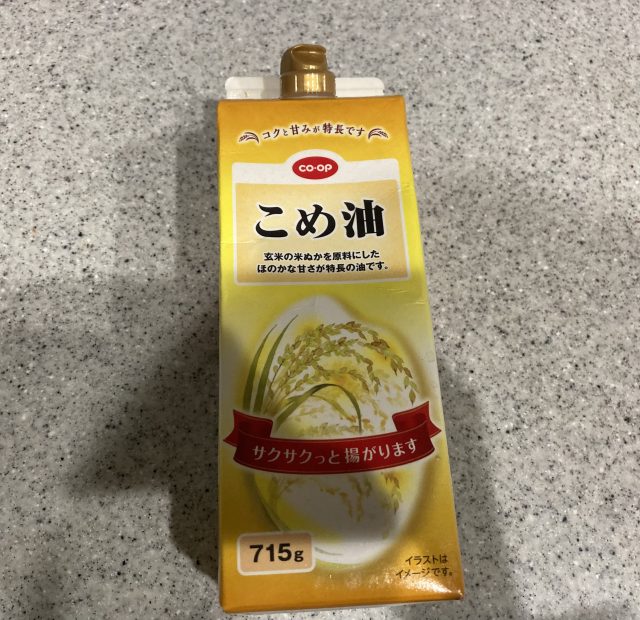 コクと甘みが特長です
CO・OP
こめ油
玄米の米ぬかを原料にした
ほのかな甘さが特長の油です。
サクサクっと揚がります
715g
イラストは
イメージです。